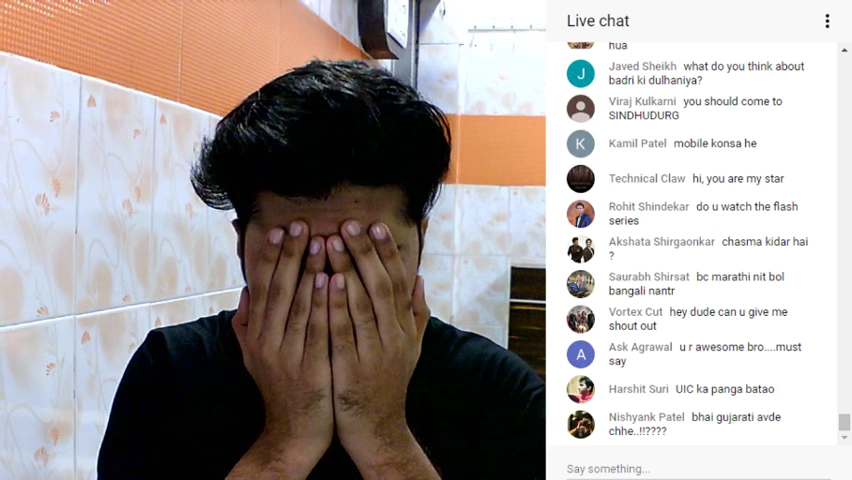 Live chat
hua
Javed Sheikh what do you think about
badri ki dulhaniya?
Viraj Kulkarni you should come to
SINDHUDURG
Kamil Patel mobile konsa he
Technical Claw hi, you are my star
Rohit Shindekar do u watch the flash
series
Akshata Shirgaonkar chasma kidar hai
?
Saurabh Shirsat bc marathi nit bol
bangali nantr
Vortex Cut hey dude can u give me
shout out
Ask Agrawal u r awesome bro....must
say
Harshit Suri UIC ka panga batao
Nishyank Patel bhai gujarati avde
chhe..!!????
Say something...
J
K
A